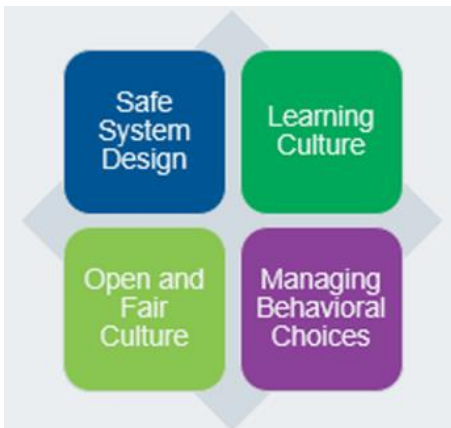 Safe
System
Design
Learning
Culture
Open and
Fair
Culture
Managing
Behavioral
Choices